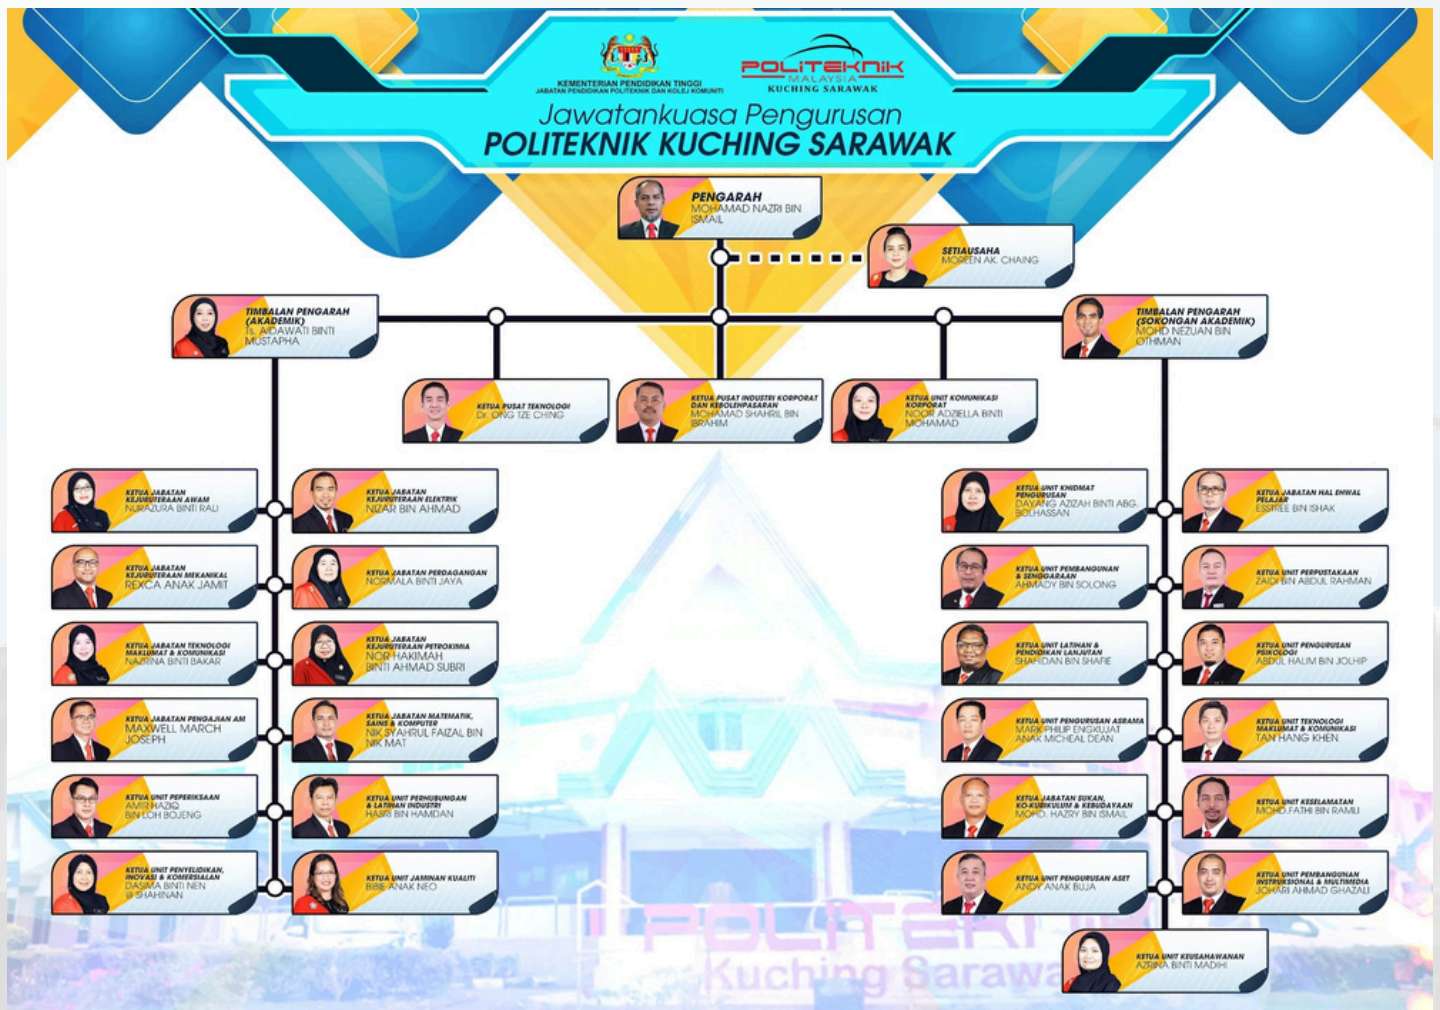 KEMENTERIAN PENDIDIKAN TINGGI
JABATAN PENDIDIKAN POLITEKNIK DAN KOLEJ KOMUNITI
POLITEKNIK
MALAYSIA
KUCHING SARAWAK
Jawatankuasa Pengurusan
POLITEKNIK KUCHING SARAWAK
PENGARAH
MOHAMAD NAZRI BIN
ISMAIL
SETIAUSAHA
MOREEN AK. CHAING
TIMBALAN PENGARAH
(AKADEMIK)
Ts. AIDAWATI BINTI
MUSTAPHA
TIMBALAN PENGARAH
(SOKONGAN AKADEMIK)
MOHD NEZUAN BIN
OTHMAN
KETUA PUSAT TEKNOLOGI
Dr. ONG TZE CHING
KETUA PUSAT INDUSTRI KORPORAT
DAN KEBOLEHPASARAN
MOHAMAD SHAHRIL BIN
IBRAHIM
KETUA UNIT KOMUNIKASI
KORPORAT
NOOR ADZIELLA BINTI
MOHAMAD
KETUA JABATAN
KEJURUTERAAN AWAM
NURAZURA BINTI RALI
KETUA JABATAN
KEJURUTERAAN ELEKTRIK
NIZAR BIN AHMAD
KETUA JABATAN
KEJURUTERAAN MEKANIKAL
REXCA ANAK JAMIT
KETUA JABATAN PERDAGANGAN
NORMALA BINTI JAYA
KETUA JABATAN TEKNOLOGI
MAKLUMAT & KOMUNIKASI
NAZRINA BINTI BAKAR
KETUA JABATAN
KEJURUTERAAN PETROKIMIA
NOR HAKIMAH
BINTI AHMAD SUBRI
KETUA JABATAN PENGAJIAN AM
MAXWELL MARCH
JOSEPH
KETUA JABATAN MATEMATIK,
SAINS & KOMPUTER
NIK SYAHRUL FAIZAL BIN
NIK MAT
KETUA UNIT PEPERIKSAAN
AMIR HAZIQ
BIN LOH BOJENG
KETUA UNIT PERHUBUNGAN
& LATIHAN INDUSTRI
HASRI BIN HAMDAN
KETUA UNIT PENYELIDIKAN,
INOVASI & KOMERSIALAN
DASIMA BINTI NEN
@ SHAHINAN
KETUA UNIT JAMINAN KUALITI
BIBIE ANAK NEO
KETUA UNIT KHIDMAT
PENGURUSAN
DAYANG AZIZAH BINTI ABG.
BOLHASSAN
KETUA JABATAN HAL EHWAL
PELAJAR
ESSTREE BIN ISHAK
KETUA UNIT PEMBANGUNAN
& SENGGARAAN
AHMADY BIN SOLONG
KETUA UNIT PERPUSTAKAAN
ZAIDI BIN ABDUL RAHMAN
KETUA UNIT LATIHAN &
PENDIDIKAN LANJUTAN
SHAHIDAN BIN SHAFIE
KETUA UNIT PENGURUSAN
PSIKOLOGI
ABDUL HALIM BIN JOLHIP
KETUA UNIT PENGURUSAN ASRAMA
MARK PHILIP ENGKUJAT
ANAK MICHEAL DEAN
KETUA UNIT TEKNOLOGI
MAKLUMAT & KOMUNIKASI
TAN HANG KHEN
KETUA JABATAN SUKAN,
KO-KURIKULUM & KEBUDAYAAN
MOHD. HAZRY BIN ISMAIL
KETUA UNIT KESELAMATAN
MOHD.FATHI BIN RAMLI
KETUA UNIT PENGURUSAN ASET
ANDY ANAK BUJA
KETUA UNIT PEMBANGUNAN
INSTRUKSIONAL & MULTIMEDIA
JOHARI AHMAD GHAZALI
KETUA UNIT KEUSAHAWANAN
AZRINA BINTI MADIHI
Kuching Sarawa